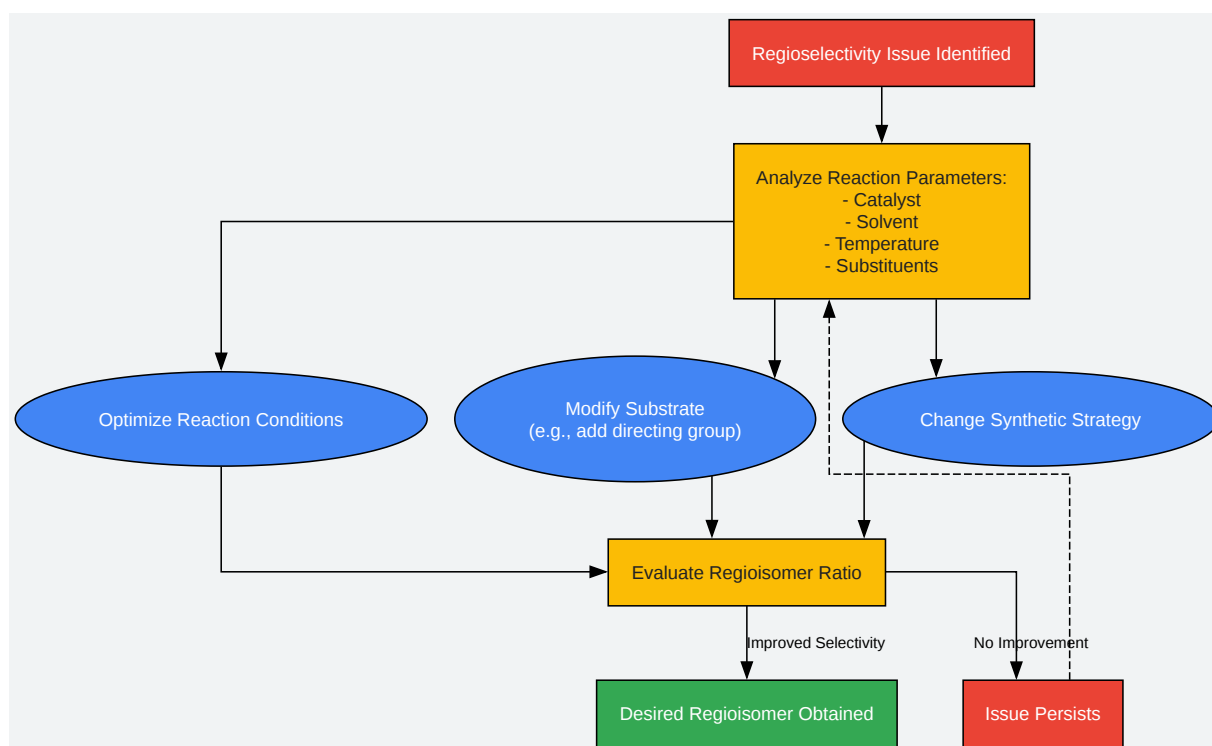 Regioselectivity Issue Identified
Analyze Reaction Parameters:
- Catalyst
- Solvent
- Temperature
- Substituents
Optimize Reaction Conditions
Modify Substrate
(e.g., add directing group)
Change Synthetic Strategy
Evaluate Regioisomer Ratio
Improved Selectivity
No Improvement
Desired Regioisomer Obtained
Issue Persists